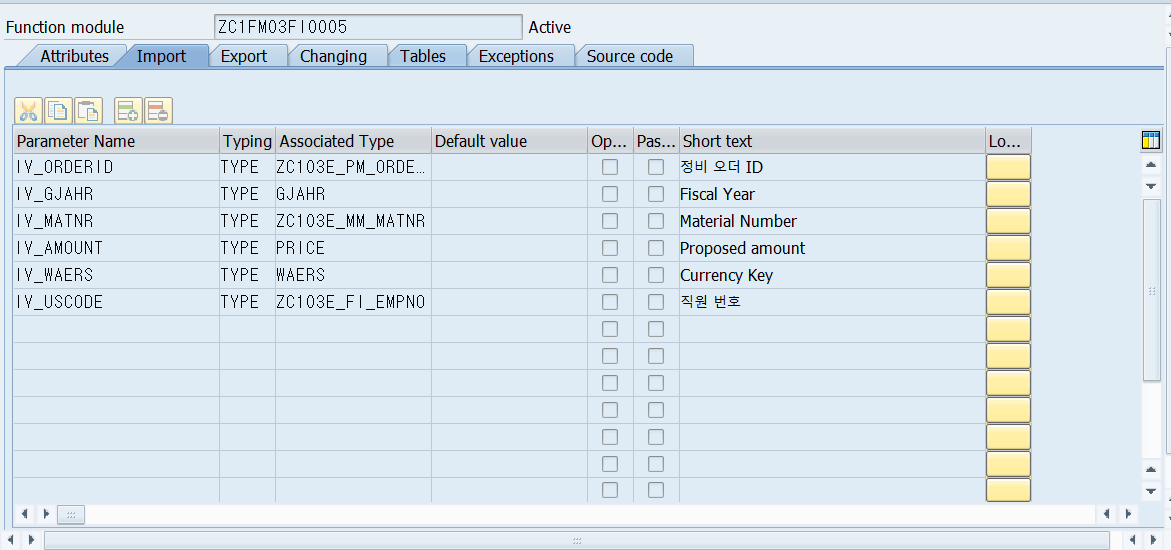 Function module ZC1FM03FI0005 Active
Attributes Import Export Changing Tables Exceptions Source code
Parameter Name Typing Associated Type Default value Op... Pas... Short text Lo...
IV_ORDERID TYPE ZC103E_PM_ORDE... 정비 오더 ID
IV_GJAHR TYPE GJAHR Fiscal Year
IV_MATNR TYPE ZC103E_MM_MATNR Material Number
IV_AMOUNT TYPE PRICE Proposed amount
IV_WAERS TYPE WAERS Currency Key
IV_USCODE TYPE ZC103E_FI_EMPNO 직원 번호